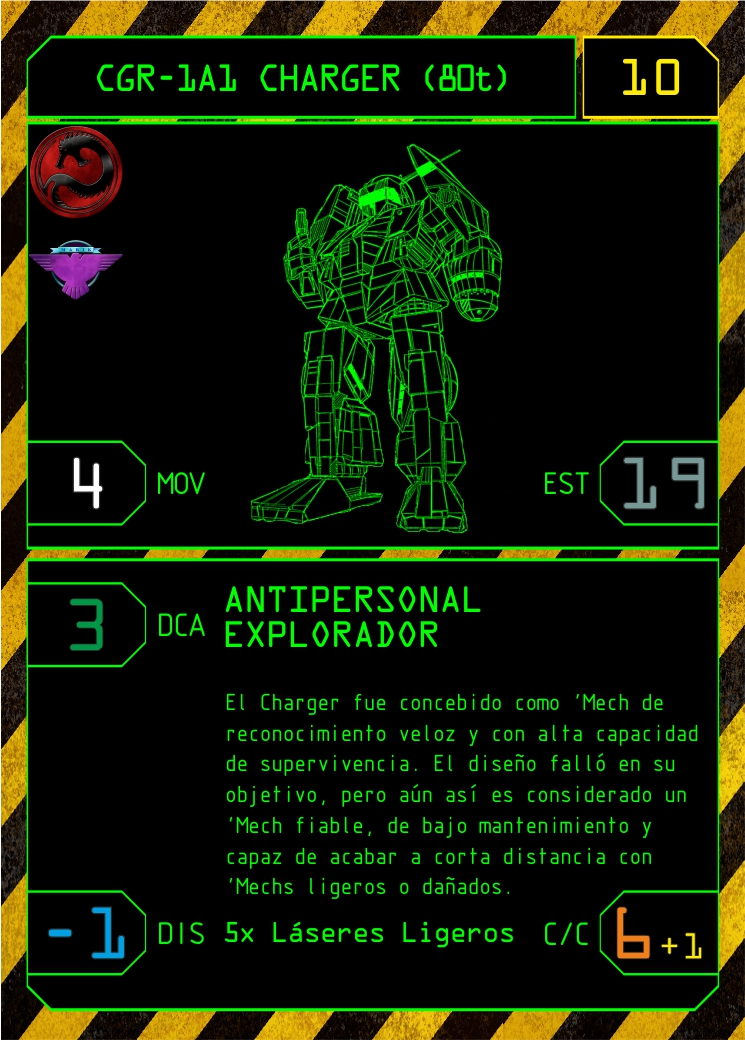 CGR-1A1 CHARGER (80t)
10
MARIK
4 MOV
EST 19
3 DCA
ANTIPERSONAL
EXPLORADOR
El Charger fue concebido como 'Mech de
reconocimiento veloz y con alta capacidad
de supervivencia. El diseño falló en su
objetivo, pero aún así es considerado un
'Mech fiable, de bajo mantenimiento y
capaz de acabar a corta distancia con
'Mechs ligeros o dañados.
-1 DIS 5x Láseres Ligeros C/C 6 +1